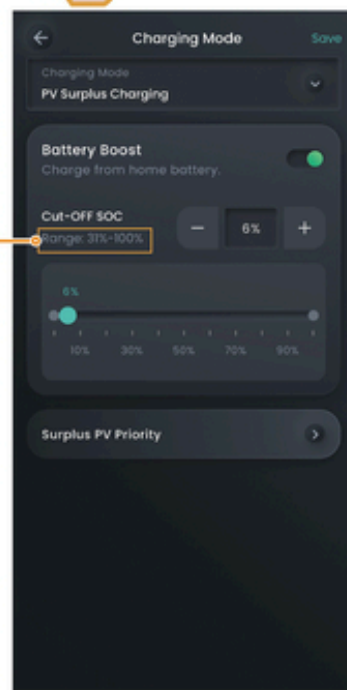 Charging Mode Save
Charging Mode
PV Surplus Charging
Battery Boost
Charge from home battery.
Cut-OFF SOC
Range: 31%-100%
6%
6%
10% 30% 50% 70% 90%
Surplus PV Priority